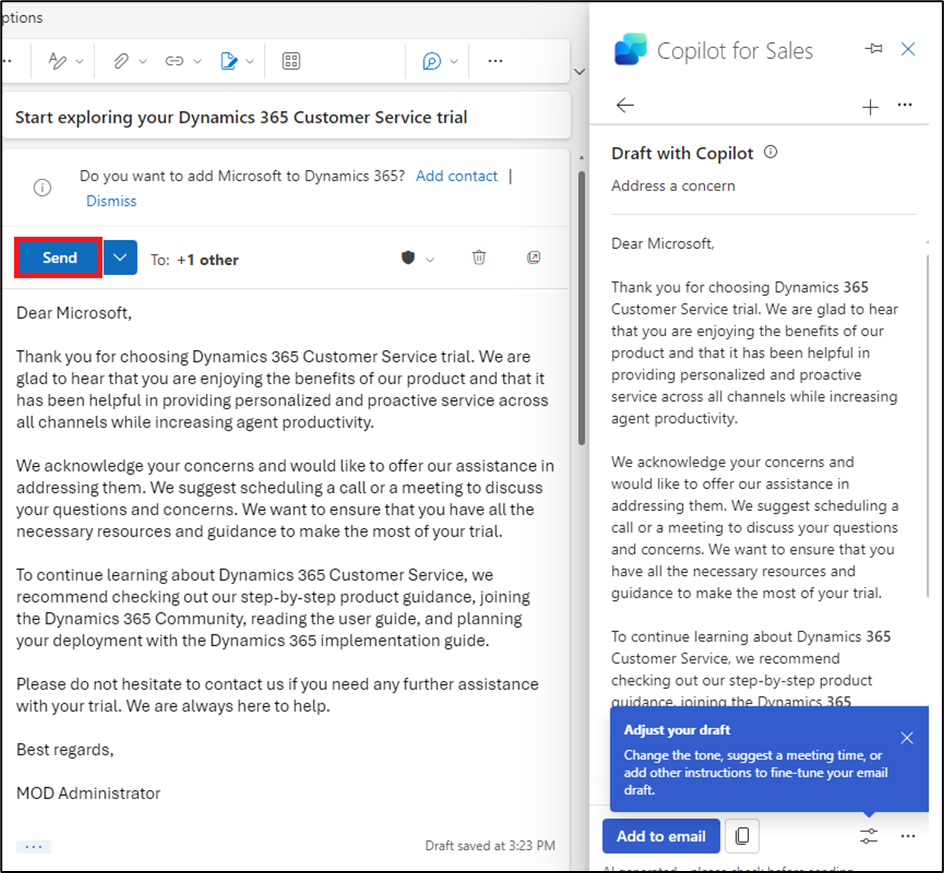 ptions
Start exploring your Dynamics 365 Customer Service trial
Do you want to add Microsoft to Dynamics 365? Add contact |
Dismiss
Send
To: +1 other
Dear Microsoft,
Thank you for choosing Dynamics 365 Customer Service trial. We are
glad to hear that you are enjoying the benefits of our product and that it
has been helpful in providing personalized and proactive service across
all channels while increasing agent productivity.
We acknowledge your concerns and would like to offer our assistance in
addressing them. We suggest scheduling a call or a meeting to discuss
your questions and concerns. We want to ensure that you have all the
necessary resources and guidance to make the most of your trial.
To continue learning about Dynamics 365 Customer Service, we
recommend checking out our step-by-step product guidance, joining
the Dynamics 365 Community, reading the user guide, and planning
your deployment with the Dynamics 365 implementation guide.
Please do not hesitate to contact us if you need any further assistance
with your trial. We are always here to help.
Best regards,
MOD Administrator
Draft saved at 3:23 PM
Copilot for Sales
Draft with Copilot
Address a concern
Dear Microsoft,
Thank you for choosing Dynamics 365
Customer Service trial. We are glad to hear
that you are enjoying the benefits of our
product and that it has been helpful in
providing personalized and proactive
service across all channels while increasing
agent productivity.
We acknowledge your concerns and
would like to offer our assistance in
addressing them. We suggest scheduling a
call or a meeting to discuss your questions
and concerns. We want to ensure that you
have all the necessary resources and
guidance to make the most of your trial.
To continue learning about Dynamics 365
Customer Service, we recommend
checking out our step-by-step product
guidance, joining the Dynamics 365
Adjust your draft
Change the tone, suggest a meeting time, or
add other instructions to fine-tune your email
draft.
Add to email
AI generated - please check before sending